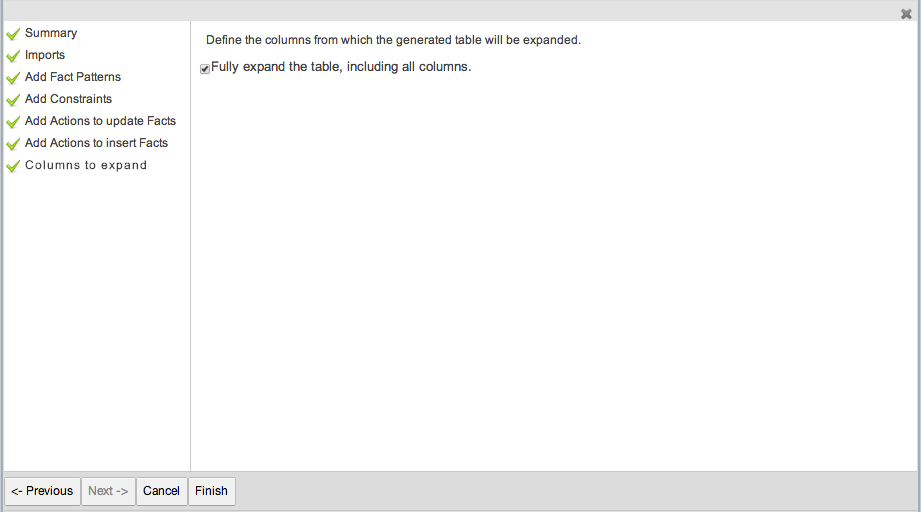 Summary
Imports
Add Fact Patterns
Add Constraints
Add Actions to update Facts
Add Actions to insert Facts
Columns to expand
Define the columns from which the generated table will be expanded.
Fully expand the table, including all columns.
<- Previous
Next ->
Cancel
Finish